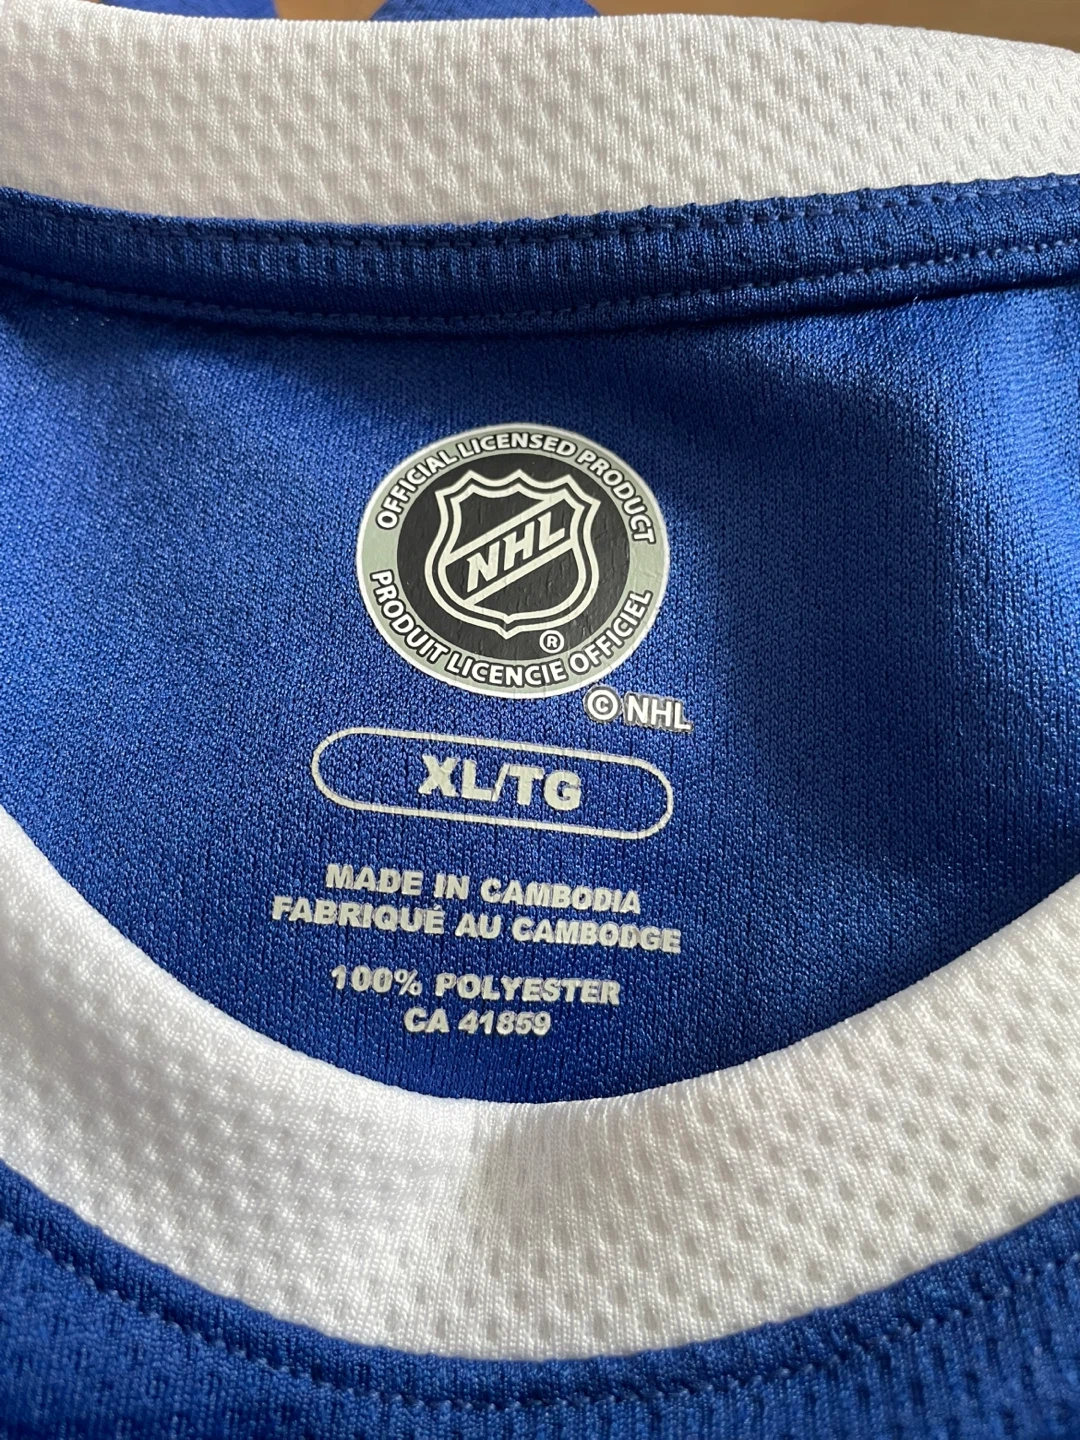 OFFICIAL LICENSED PRODUCT
NHL
®
PRODUIT LICENCIE OFFICIEL
© NHL
XL/TG
MADE IN CAMBODIA
FABRIQUÉ AU CAMBODGE
100% POLYESTER
CA 41859